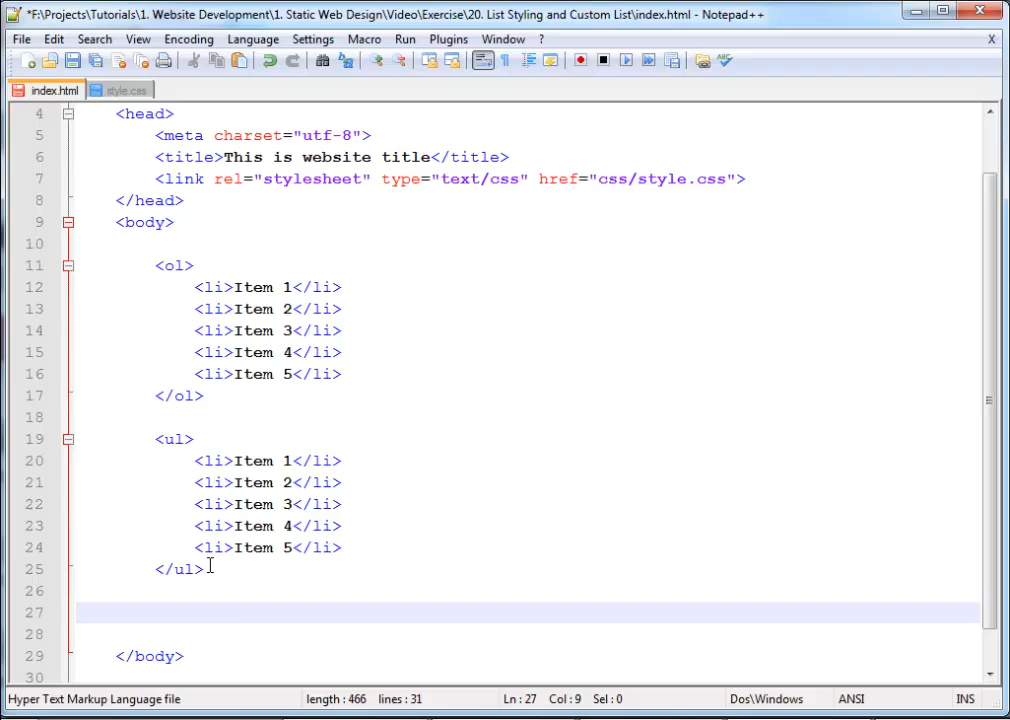 *F:\Projects\Tutorials\1. Website Development\1. Static Web Design\Video\Exercise\20. List Styling and Custom List\index.html - Notepad++
File Edit Search View Encoding Language Settings Macro Run Plugins Window ? X
index.html style.css
4 <head>
5 <meta charset="utf-8">
6 <title>This is website title</title>
7 <link rel="stylesheet" type="text/css" href="css/style.css">
8 </head>
9 <body>
10
11 <ol>
12 <li>Item 1</li>
13 <li>Item 2</li>
14 <li>Item 3</li>
15 <li>Item 4</li>
16 <li>Item 5</li>
17 </ol>
18
19 <ul>
20 <li>Item 1</li>
21 <li>Item 2</li>
22 <li>Item 3</li>
23 <li>Item 4</li>
24 <li>Item 5</li>
25 </ul>
26
27
28
29 </body>
30
Hyper Text Markup Language file length : 466 lines : 31 Ln : 27 Col : 9 Sel : 0 Dos\Windows ANSI INS